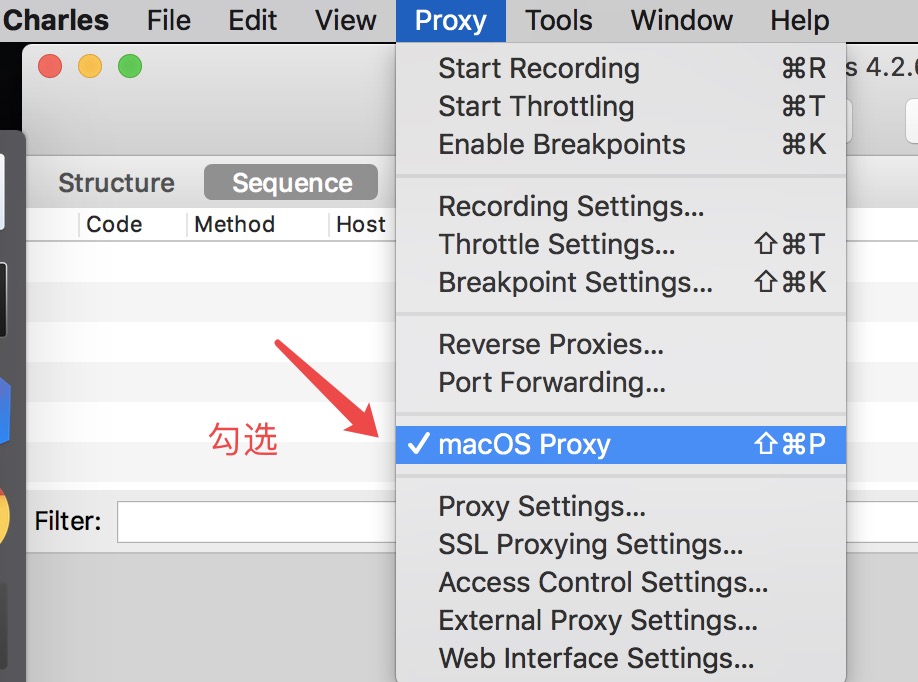 Charles File Edit View Proxy Tools Window Help
Start Recording ⌘R
Start Throttling ⌘T
Enable Breakpoints ⌘K
Structure Sequence
Code Method Host
Recording Settings...
Throttle Settings... ⇧⌘T
Breakpoint Settings... ⇧⌘K
Reverse Proxies...
Port Forwarding...
勾选
✓ macOS Proxy ⇧⌘P
Filter:
Proxy Settings...
SSL Proxying Settings...
Access Control Settings...
External Proxy Settings...
Web Interface Settings...